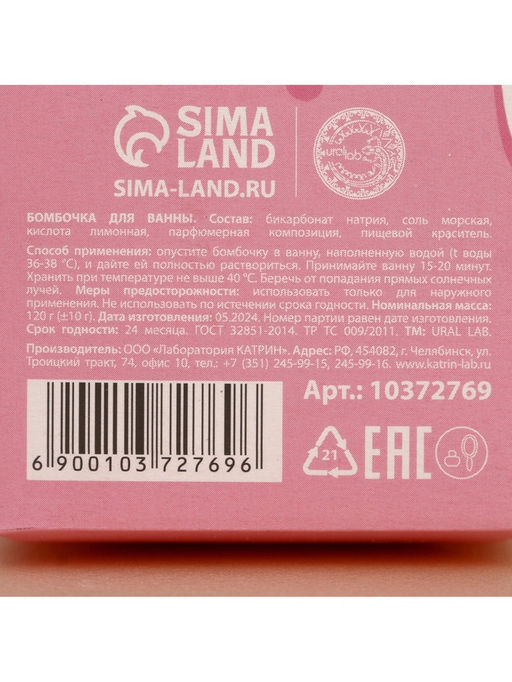 SIMA
LAND
ural lab
SIMA-LAND.RU
БОМБОЧКА ДЛЯ ВАННЫ. Состав: бикарбонат натрия, соль морская,
кислота лимонная, парфюмерная композиция, пищевой краситель.
Способ применения: опустите бомбочку в ванну, наполненную водой (t воды
36-38 °С), и дайте ей полностью раствориться. Принимайте ванну 15-20 минут.
Хранить при температуре не выше 40 °С. Беречь от попадания прямых солнечных
лучей. Меры предосторожности: использовать только для наружного
применения. Не использовать по истечении срока годности. Номинальная масса:
120 г (±10 г). Дата изготовления: 05.2024. Номер партии равен дате изготовления.
Срок годности: 24 месяца. ГОСТ 32851-2014. ТР ТС 009/2011. ТМ: URAL LAB.
Производитель: ООО «Лаборатория КАТРИН». Адрес: РФ, 454082, г. Челябинск, ул.
Троицкий тракт, 74, офис 10, тел.: +7 (351) 245-99-15, 245-99-16. www.katrin-lab.ru
Арт.: 10372769
6 900103 727696
21
EAC